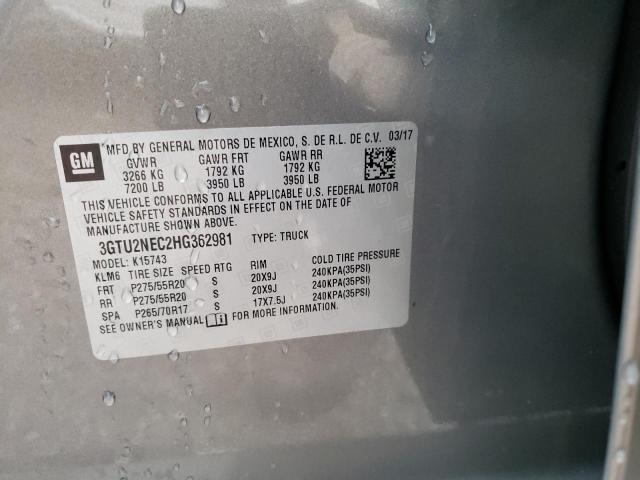 MFD BY GENERAL MOTORS DE MEXICO, S. DE R.L. DE C.V. 03/17
GM
GVWR GAWR FRT GAWR RR
3266 KG 1792 KG 1792 KG
7200 LB 3950 LB 3950 LB
THIS VEHICLE CONFORMS TO ALL APPLICABLE U.S. FEDERAL MOTOR
VEHICLE SAFETY STANDARDS IN EFFECT ON THE DATE OF
MANUFACTURE SHOWN ABOVE.
3GTU2NEC2HG362981 TYPE: TRUCK
MODEL: K15743
KLM6 TIRE SIZE SPEED RTG RIM COLD TIRE PRESSURE
FRT P275/55R20 S 20X9J 240KPA(35PSI)
RR P275/55R20 S 20X9J 240KPA(35PSI)
SPA P265/70R17 S 17X7.5J 240KPA(35PSI)
SEE OWNER'S MANUAL FOR MORE INFORMATION.